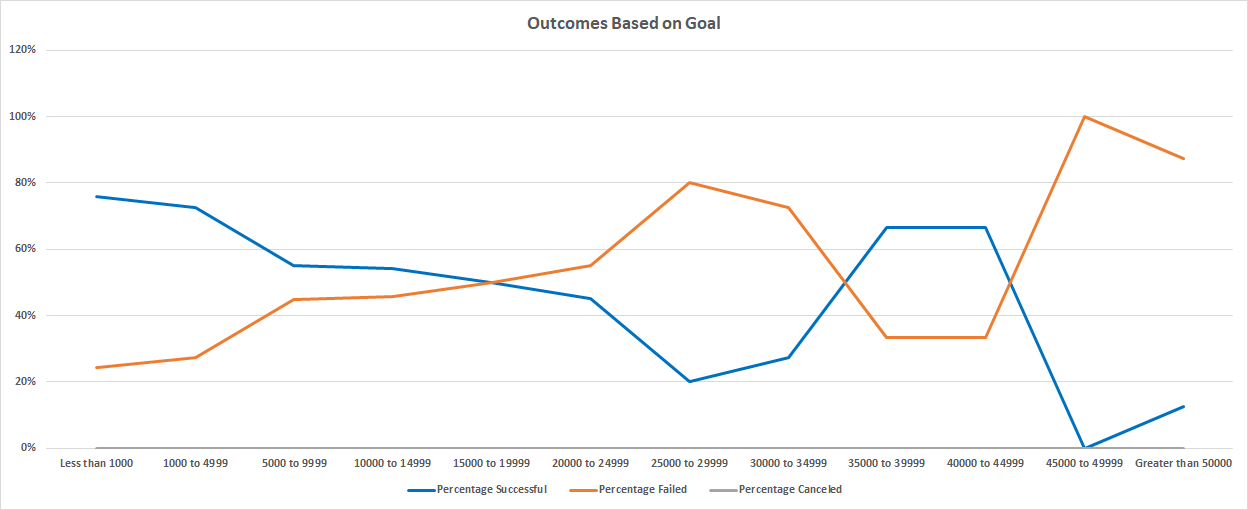 Outcomes Based on Goal
120%
100%
80%
60%
40%
20%
0%
Less than 1000 1000 to 4999 5000 to 9999 10000 to 14999 15000 to 19999 20000 to 24999 25000 to 29999 30000 to 34999 35000 to 39999 40000 to 44999 45000 to 49999 Greater than 50000
Percentage Successful Percentage Failed Percentage Canceled